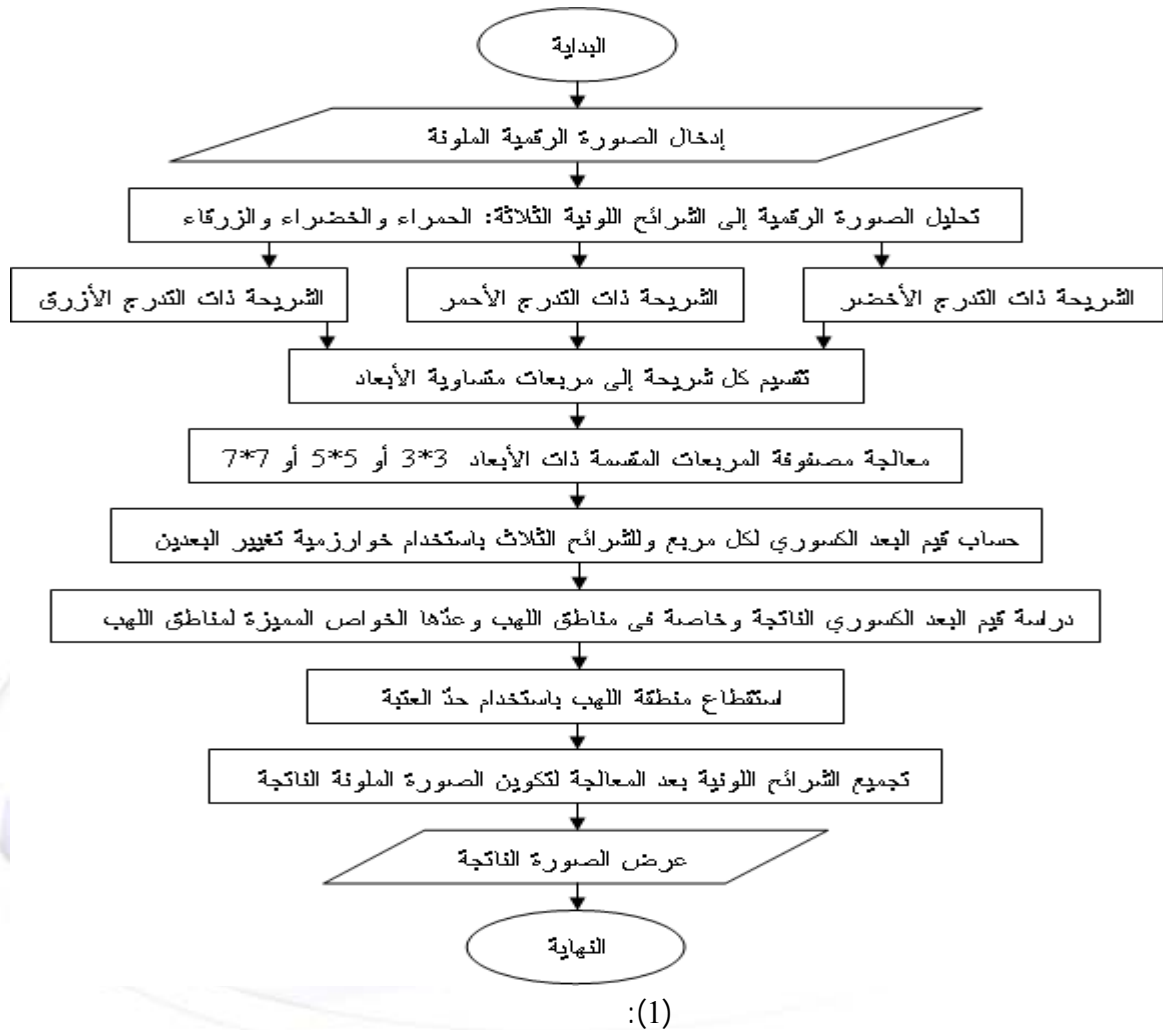 البداية
إدخال الصورة الرقمية الملونة
تحليل الصورة الرقمية إلى الشرائح اللونية الثلاثة: الحمراء والخضراء والزرقاء
الشريحة ذات التدرج الأخضر
الشريحة ذات التدرج الأحمر
الشريحة ذات التدرج الأزرق
تقسيم كل شريحة إلى مربعات متساوية الأبعاد
معالجة مصفوفة المربعات المقسمة ذات الأبعاد 3*3 أو 5*5 أو 7*7
حساب قيم البعد الكسوري لكل مربع وللشرائح الثلاث باستخدام خوارزمية تغيير البعدين
دراسة قيم البعد الكسوري الناتجة وخاصة في مناطق اللهب وعدّها الخواص المميزة لمناطق اللهب
استقطاع منطقة اللهب باستخدام حدّ العتبة
تجميع الشرائح اللونية بعد المعالجة لتكوين الصورة الملونة الناتجة
عرض الصورة الناتجة
النهاية
:(1)